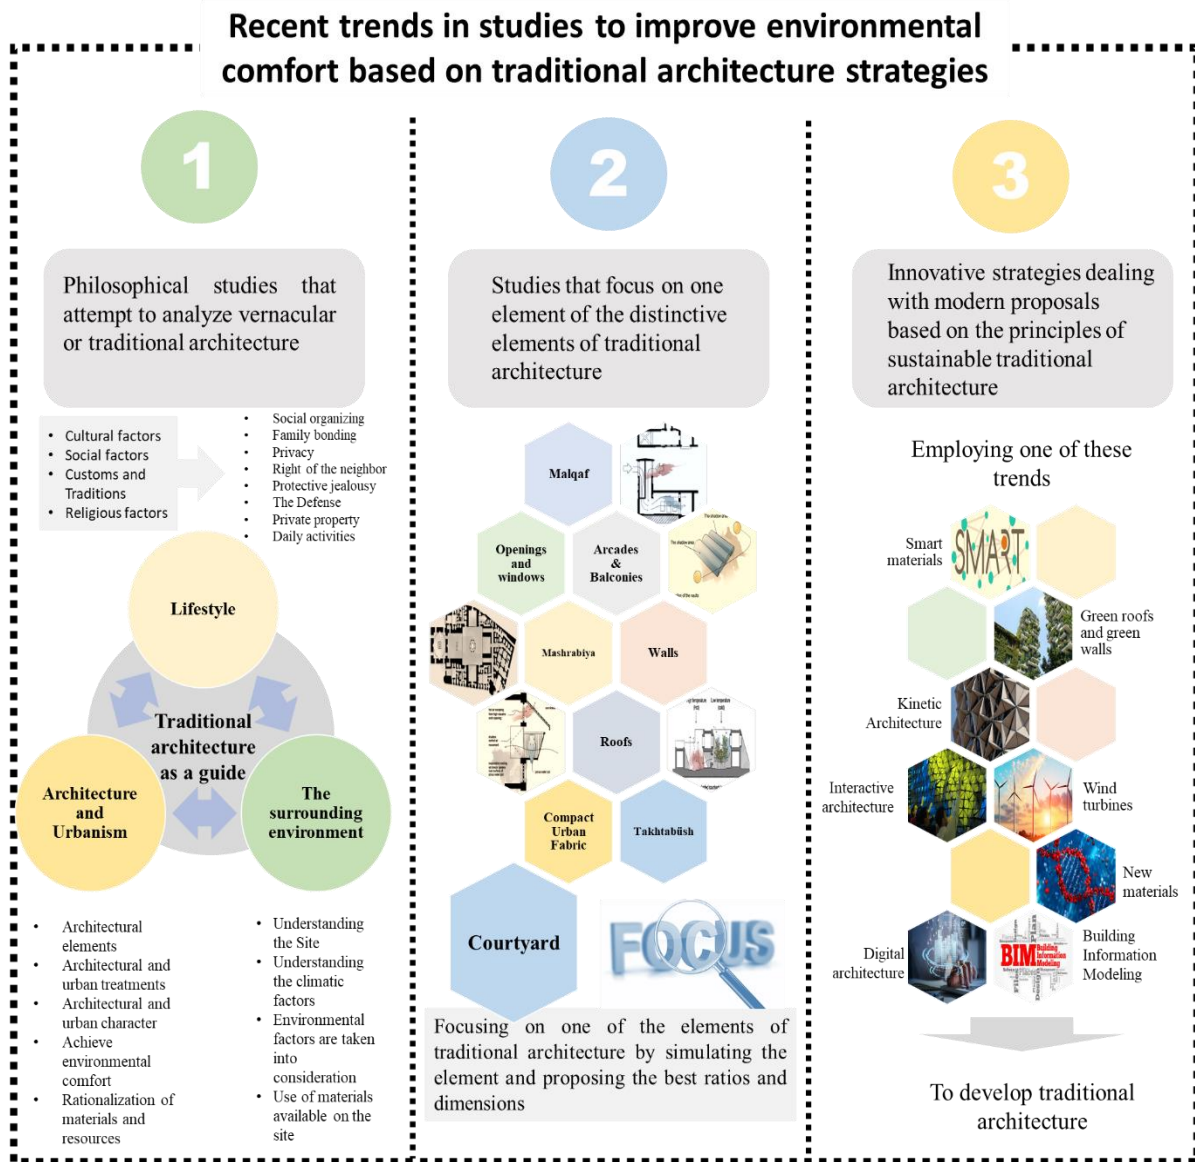 Recent trends in studies to improve environmental
comfort based on traditional architecture strategies
1
Philosophical studies that
attempt to analyze vernacular
or traditional architecture
• Cultural factors
• Social factors
• Customs and
Traditions
• Religious factors
• Social organizing
• Family bonding
• Privacy
• Right of the neighbor
• Protective jealousy
• The Defense
• Private property
• Daily activities
Lifestyle
Traditional
architecture
as a guide
Architecture
and
Urbanism
The
surrounding
environment
• Architectural
elements
• Architectural and
urban treatments
• Architectural and
urban character
• Achieve
environmental
comfort
• Rationalization of
materials and
resources
• Understanding
the Site
• Understanding
the climatic
factors
• Environmental
factors are taken
into
consideration
• Use of materials
available on the
site
2
Studies that focus on one
element of the distinctive
elements of traditional
architecture
Malqaf
Openings
and
windows
Arcades
&
Balconies
Mashrabiya
Walls
Roofs
Compact
Urban
Fabric
Takhtabüsh
Courtyard
FOCUS
Focusing on one of the elements of
traditional architecture by simulating the
element and proposing the best ratios and
dimensions
3
Innovative strategies dealing
with modern proposals
based on the principles of
sustainable traditional
architecture
Employing one of these
trends
Smart
materials
SMART
Green roofs
and green
walls
Kinetic
Architecture
Interactive
architecture
Wind
turbines
New
materials
Digital
architecture
BIM Building
Information
Modeling
Building
Information
Modeling
To develop traditional
architecture